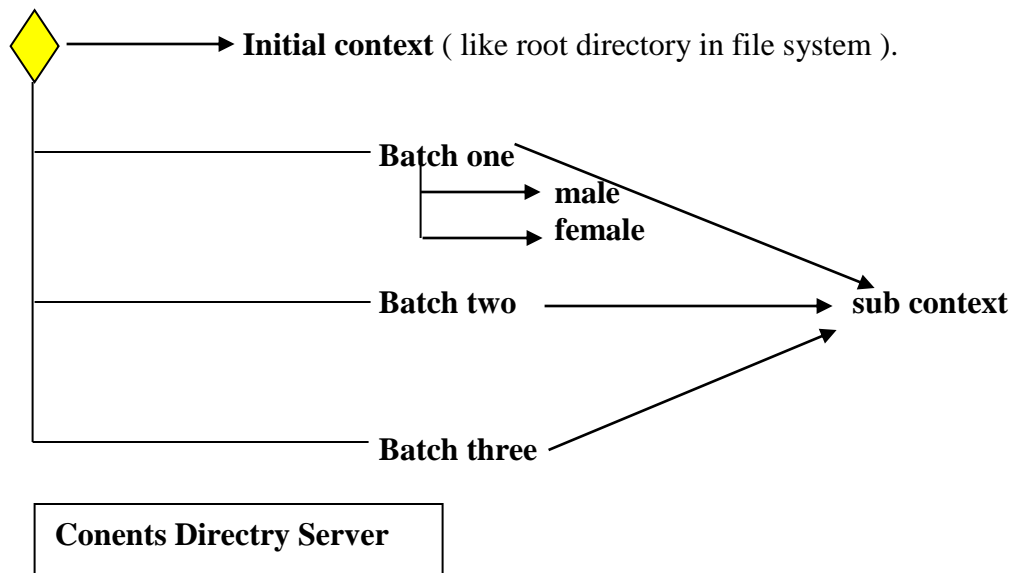 Initial context ( like root directory in file system ).
Batch one
male
female
Batch two
sub context
Batch three
Conents Directry Server